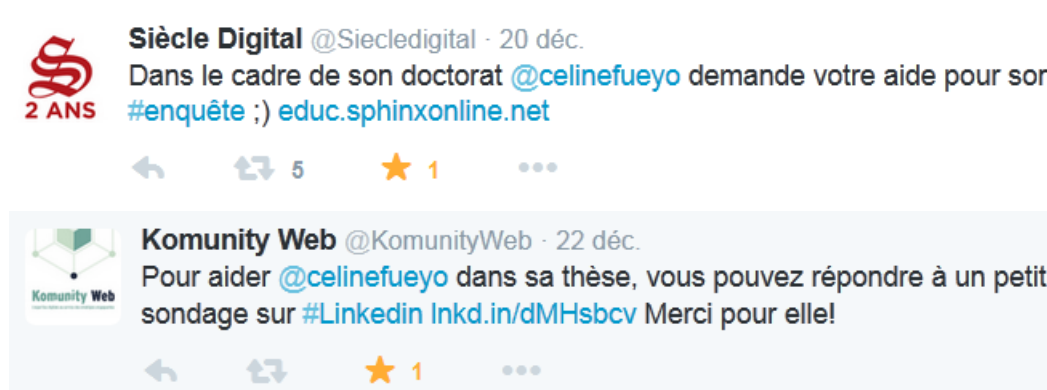 Siècle Digital @Siecledigital · 20 déc.
Dans le cadre de son doctorat @celinefueyo demande votre aide pour son
#enquête ;) educ.sphinxonline.net
2 ANS
5
1
Komunity Web @KomunityWeb · 22 déc.
Pour aider @celinefueyo dans sa thèse, vous pouvez répondre à un petit
sondage sur #Linkedin lnkd.in/dMHsbcv Merci pour elle!
Komunity Web
1